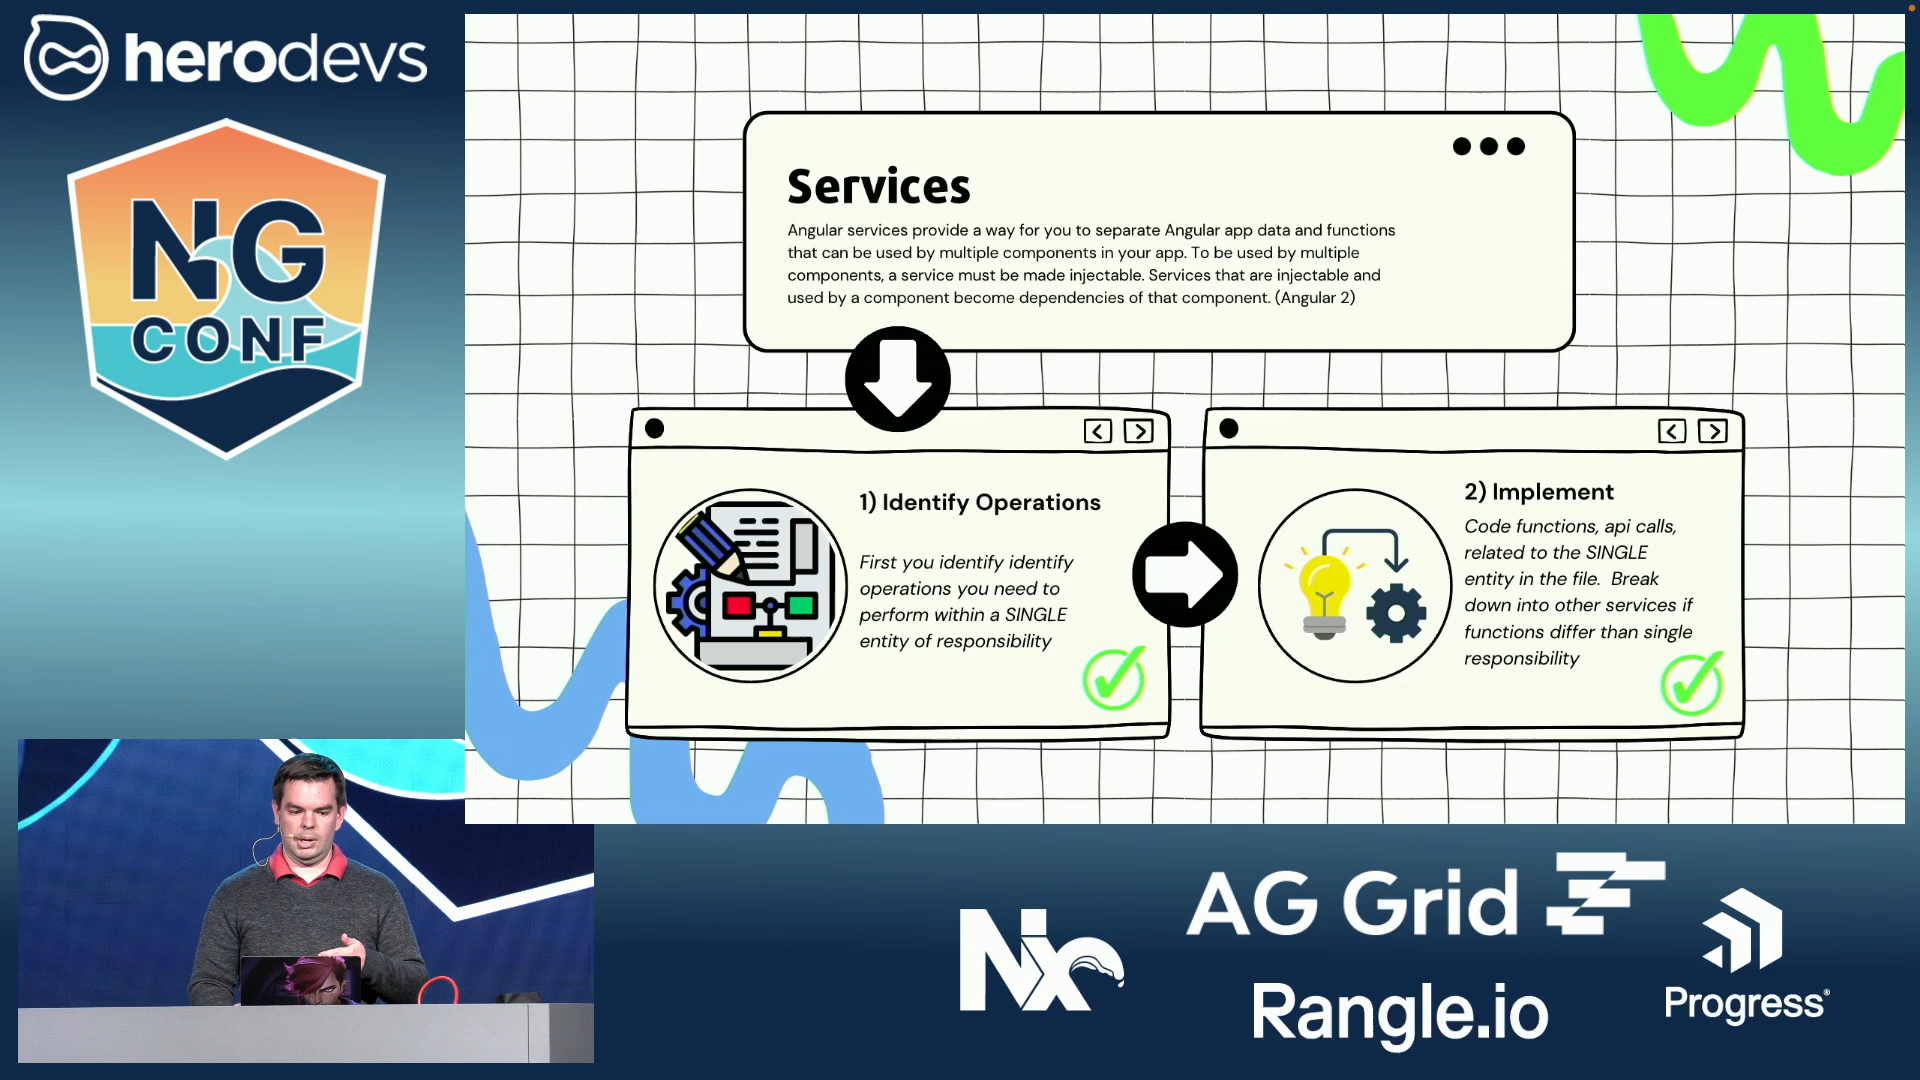 herodevs
NG
CONF
Services
Angular services provide a way for you to separate Angular app data and functions
that can be used by multiple components in your app. To be used by multiple
components, a service must be made injectable. Services that are injectable and
used by a component become dependencies of that component. (Angular 2)
1) Identify Operations
First you identify identify
operations you need to
perform within a SINGLE
entity of responsibility
2) Implement
Code functions, api calls,
related to the SINGLE
entity in the file. Break
down into other services if
functions differ than single
responsibility
Nx
AG Grid
Rangle.io
Progress®